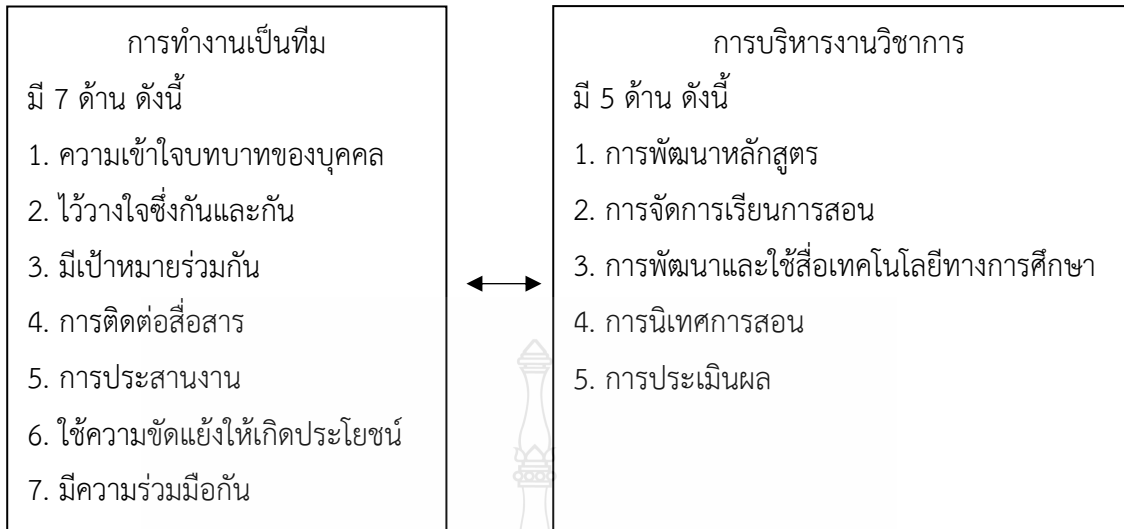 การทำงานเป็นทีม
มี 7 ด้าน ดังนี้
1. ความเข้าใจบทบาทของบุคคล
2. ไว้วางใจซึ่งกันและกัน
3. มีเป้าหมายร่วมกัน
4. การติดต่อสื่อสาร
5. การประสานงาน
6. ใช้ความขัดแย้งให้เกิดประโยชน์
7. มีความร่วมมือกัน
การบริหารงานวิชาการ
มี 5 ด้าน ดังนี้
1. การพัฒนาหลักสูตร
2. การจัดการเรียนการสอน
3. การพัฒนาและใช้สื่อเทคโนโลยีทางการศึกษา
4. การนิเทศการสอน
5. การประเมินผล